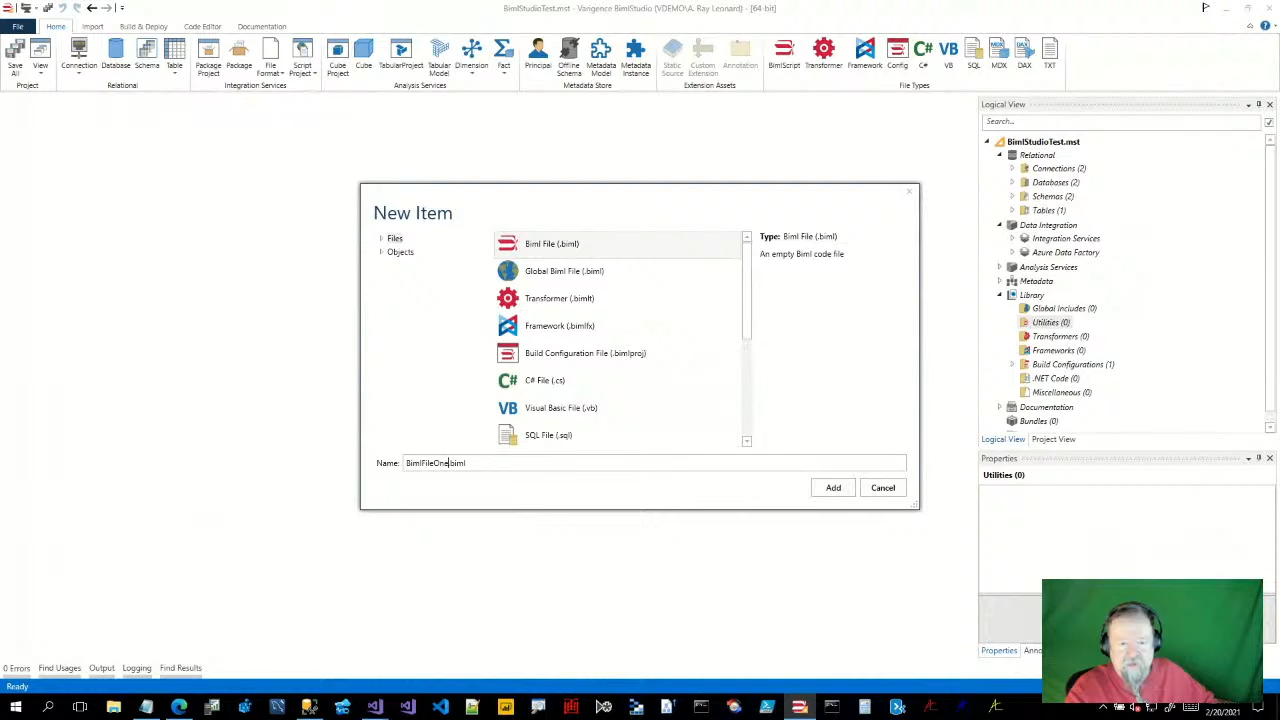 BimlStudioTest.mst - Varigence BimlStudio (VDEMO\A. Ray Leonard) - [64-bit]
File Home Import Build & Deploy Code Editor Documentation
Save All View Connection Database Schema Table Package Project Package File Format Script Project Cube Project Cube TabularProject Tabular Model Dimension Fact Principal Offline Schema Metadata Model Metadata Instance Static Source Custom Extension Annotation BimlScript Transformer Framework Config C# VB SQL MDX DAX TXT
Project Relational Integration Services Analysis Services Metadata Store Extension Assets File Types
Logical View
Search...
BimlStudioTest.mst
Relational
Connections (2)
Databases (2)
Schemas (2)
Tables (1)
Data Integration
Integration Services
Azure Data Factory
Analysis Services
Metadata
Library
Global Includes (0)
Utilities (0)
Transformers (0)
Frameworks (0)
Build Configurations (1)
.NET Code (0)
Miscellaneous (0)
Documentation
Bundles (0)
Logical View Project View
Properties
Utilities (0)
Properties Anno
New Item
Files
Objects
Biml File (.biml)
Global Biml File (.biml)
Transformer (.bimlt)
Framework (.bimlfx)
Build Configuration File (.bimlproj)
C# C# File (.cs)
VB Visual Basic File (.vb)
SQL File (.sql)
Type: Biml File (.biml)
An empty Biml code file
Name: BimlFileOne.biml
Add Cancel
0 Errors Find Usages Output Logging Find Results
Ready
2/20/2021